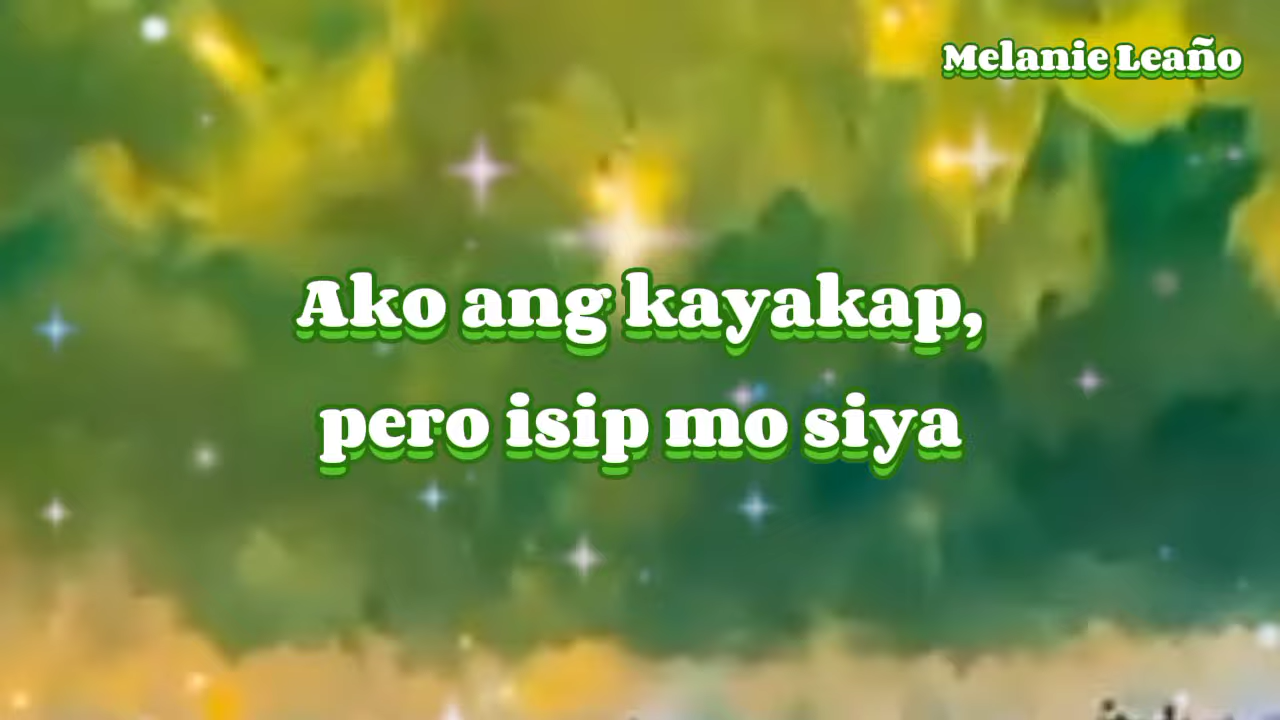 Melanie Leaño
Ako ang kayakap,
pero isip mo siya